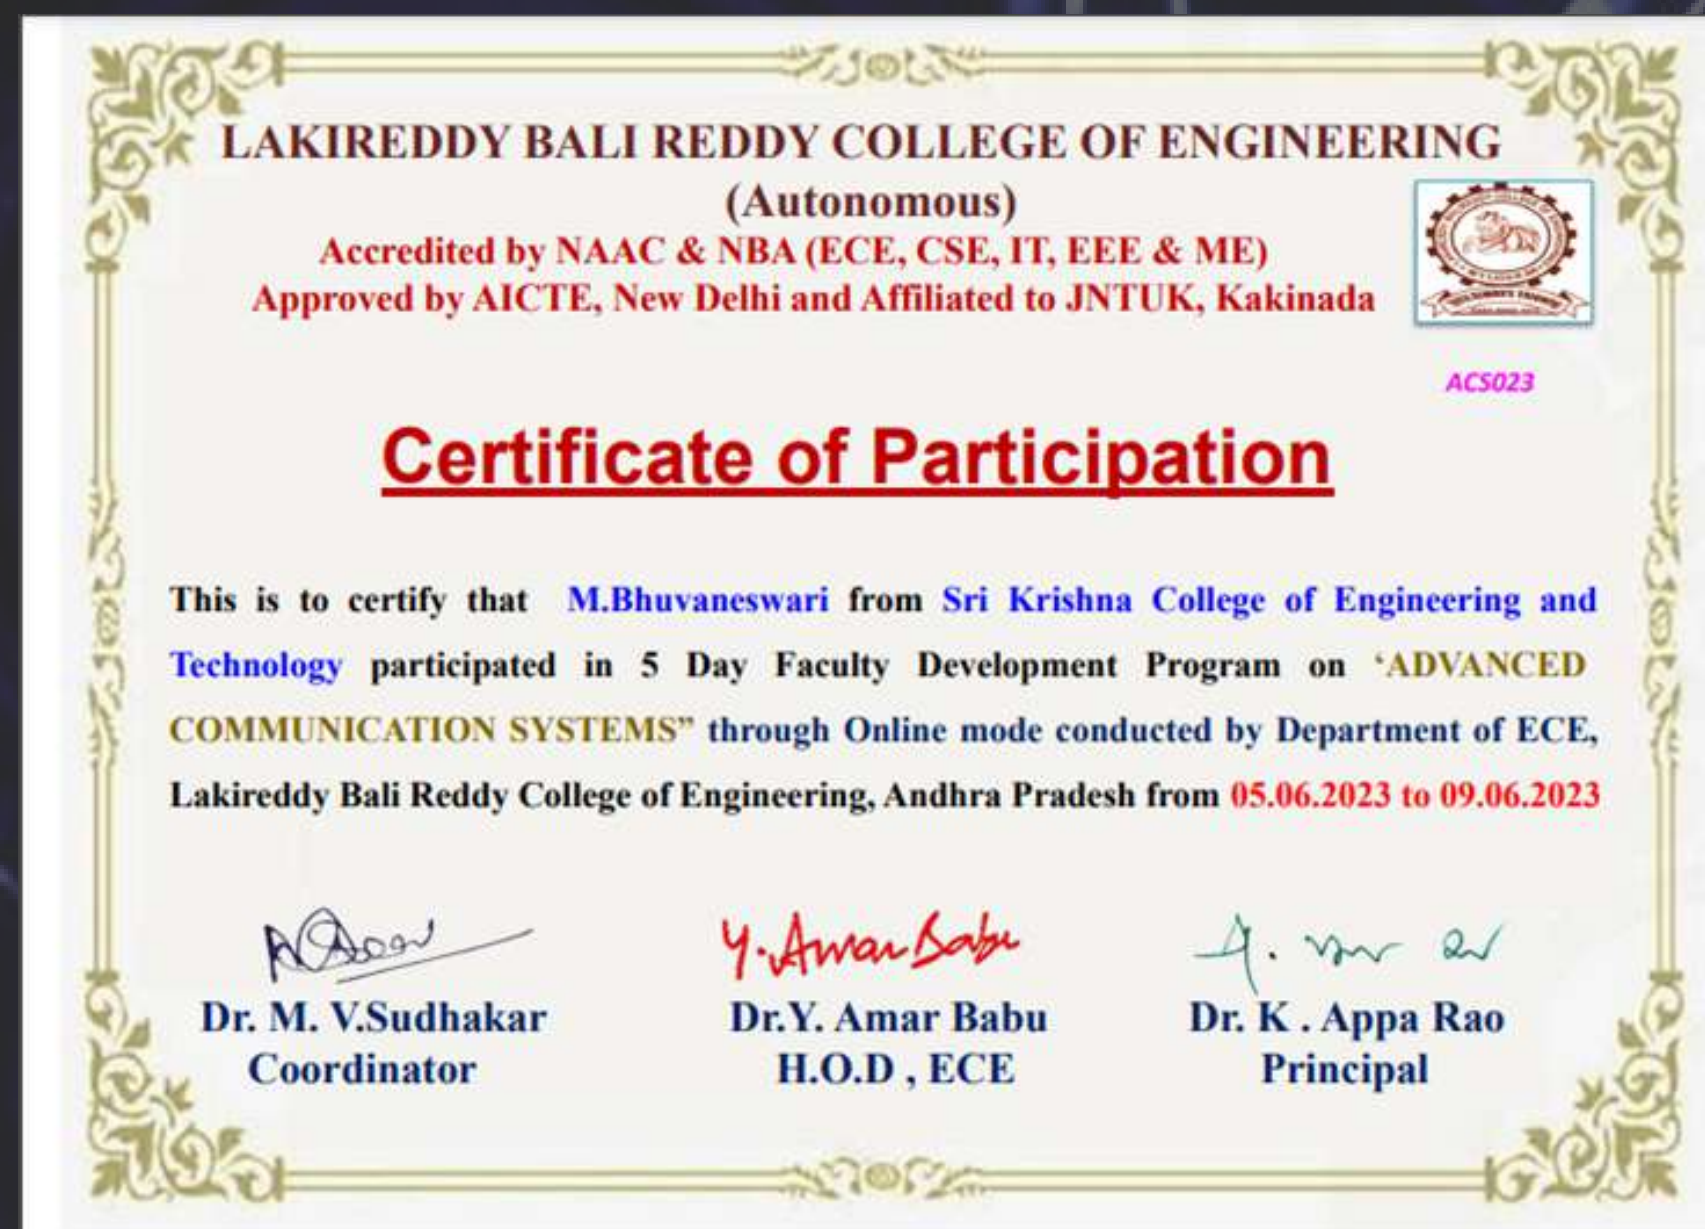 LAKIREDDY BALI REDDY COLLEGE OF ENGINEERING
(Autonomous)
Accredited by NAAC & NBA (ECE, CSE, IT, EEE & ME)
Approved by AICTE, New Delhi and Affiliated to JNTUK, Kakinada
ACS023
Certificate of Participation
This is to certify that M.Bhuvaneswari from Sri Krishna College of Engineering and
Technology participated in 5 Day Faculty Development Program on ‘ADVANCED
COMMUNICATION SYSTEMS” through Online mode conducted by Department of ECE,
Lakireddy Bali Reddy College of Engineering, Andhra Pradesh from 05.06.2023 to 09.06.2023
Y. Amar Babu
Dr. M. V.Sudhakar Dr.Y. Amar Babu Dr. K . Appa Rao
Coordinator H.O.D , ECE Principal